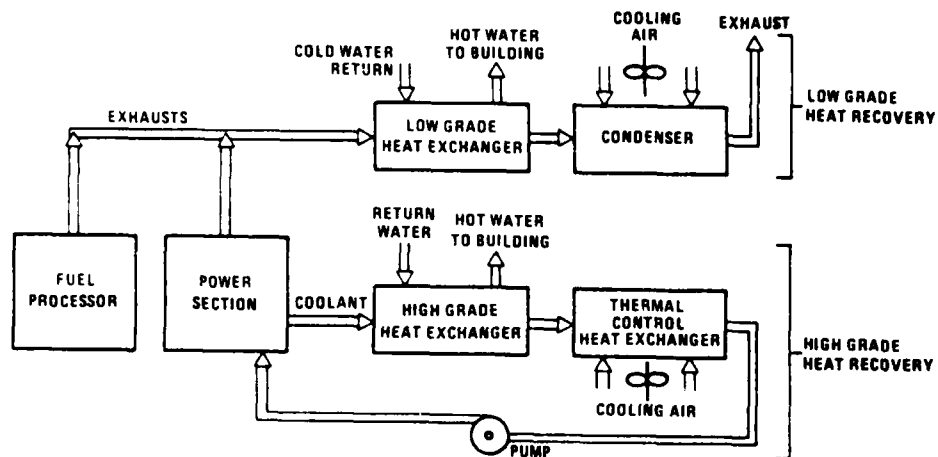 COOLING
AIR
EXHAUST
COLD WATER
RETURN
HOT WATER
TO BUILDING
LOW GRADE
HEAT RECOVERY
EXHAUSTS
LOW GRADE
HEAT EXCHANGER
CONDENSER
RETURN
WATER
HOT WATER
TO BUILDING
FUEL
PROCESSOR
POWER
SECTION
COOLANT
HIGH GRADE
HEAT EXCHANGER
THERMAL
CONTROL
HEAT EXCHANGER
HIGH GRADE
HEAT RECOVERY
COOLING AIR
PUMP